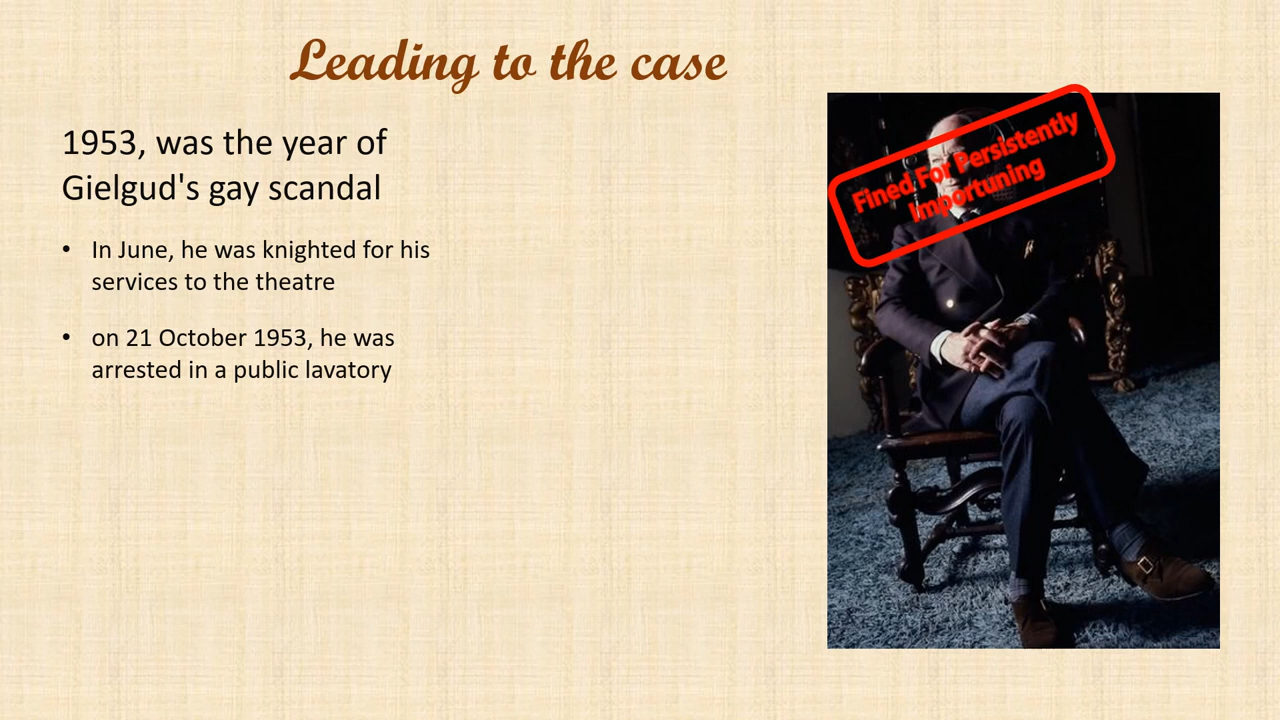 Leading to the case
1953, was the year of
Gielgud's gay scandal
• In June, he was knighted for his
services to the theatre
• on 21 October 1953, he was
arrested in a public lavatory
Fined For Persistently
Importuning